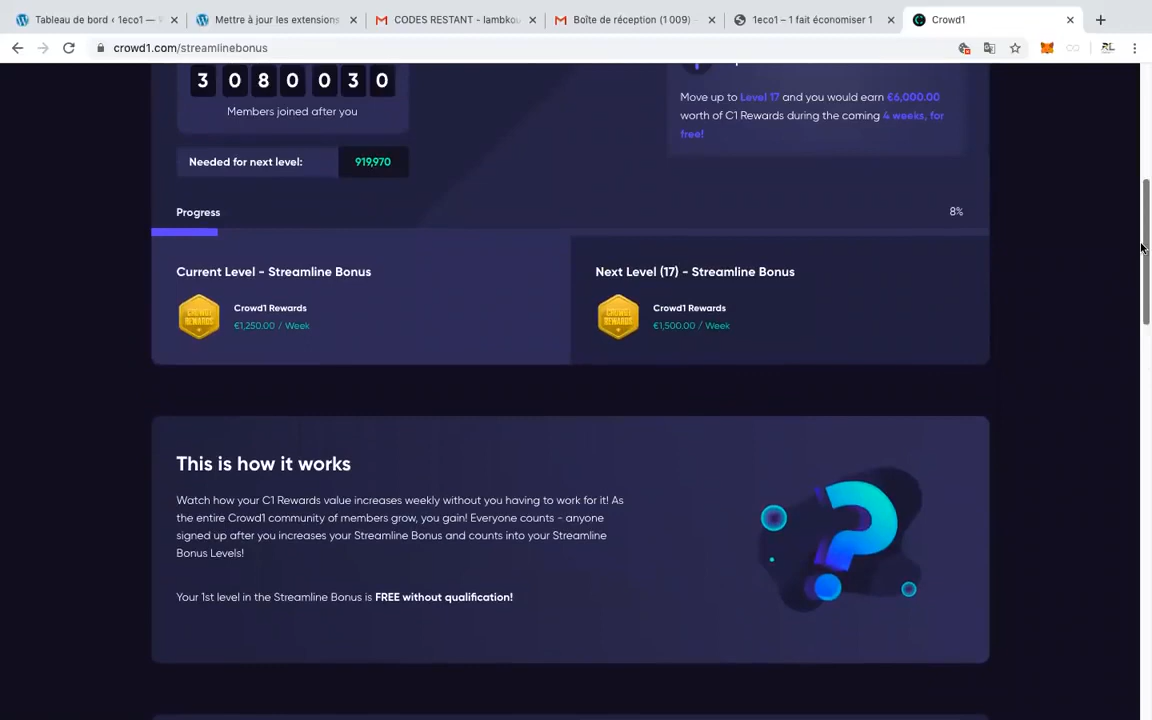 Tableau de bord ‹ 1eco1 —
Mettre à jour les extensions
CODES RESTANT - lambkou
Boîte de réception (1 009)
1eco1 – 1 fait économiser 1
Crowd1
crowd1.com/streamlinebonus
3 0 8 0 0 3 0
Members joined after you
Needed for next level: 919,970
Move up to Level 17 and you would earn €6,000.00
worth of C1 Rewards during the coming 4 weeks, for
free!
Progress 8%
Current Level - Streamline Bonus
Crowd1 Rewards
€1,250.00 / Week
Next Level (17) - Streamline Bonus
Crowd1 Rewards
€1,500.00 / Week
This is how it works
Watch how your C1 Rewards value increases weekly without you having to work for it! As
the entire Crowd1 community of members grow, you gain! Everyone counts - anyone
signed up after you increases your Streamline Bonus and counts into your Streamline
Bonus Levels!
Your 1st level in the Streamline Bonus is FREE without qualification!